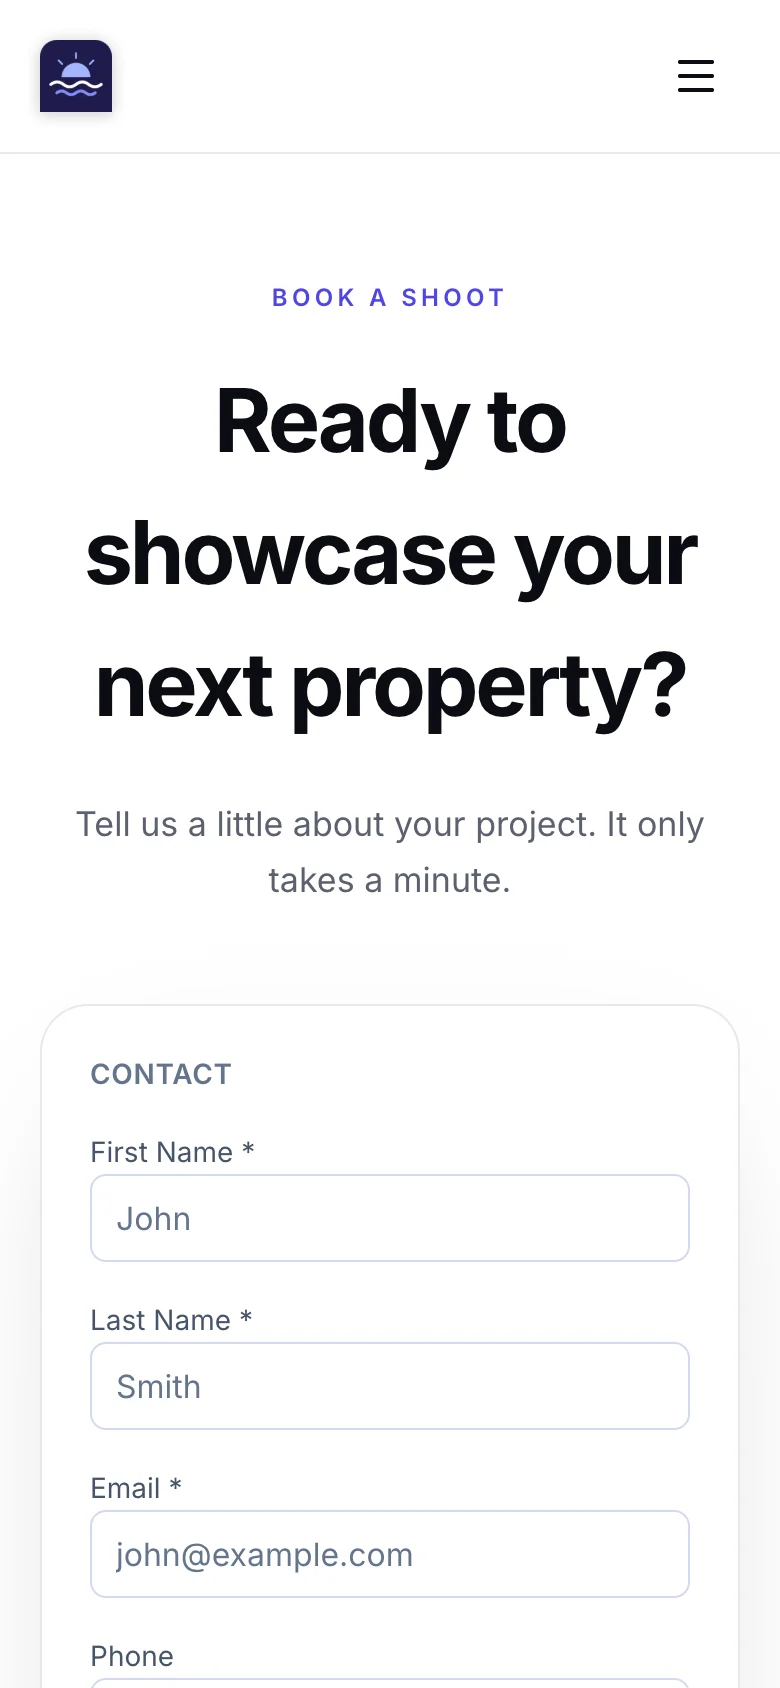 BOOK A SHOOT
Ready to
showcase your
next property?
Tell us a little about your project. It only
takes a minute.
CONTACT
First Name *
John
Last Name *
Smith
Email *
john@example.com
Phone